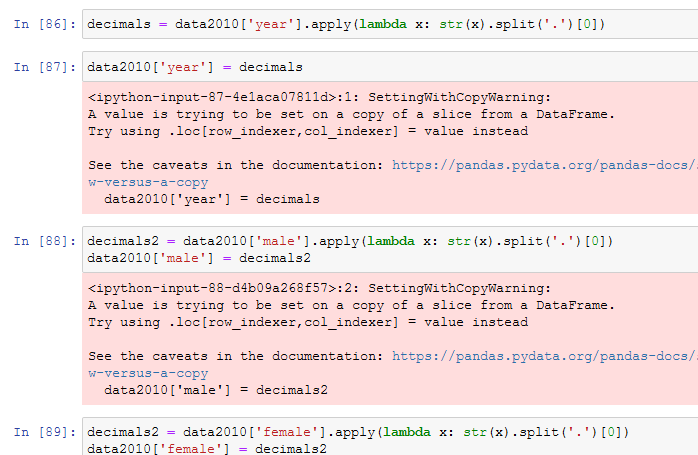 In [86]: decimals = data2010['year'].apply(lambda x: str(x).split('.')[0])
In [87]: data2010['year'] = decimals
<ipython-input-87-4e1aca07811d>:1: SettingWithCopyWarning:
A value is trying to be set on a copy of a slice from a DataFrame.
Try using .loc[row_indexer,col_indexer] = value instead
See the caveats in the documentation: https://pandas.pydata.org/pandas-docs/
w-versus-a-copy
data2010['year'] = decimals
In [88]: decimals2 = data2010['male'].apply(lambda x: str(x).split('.')[0])
data2010['male'] = decimals2
<ipython-input-88-d4b09a268f57>:2: SettingWithCopyWarning:
A value is trying to be set on a copy of a slice from a DataFrame.
Try using .loc[row_indexer,col_indexer] = value instead
See the caveats in the documentation: https://pandas.pydata.org/pandas-docs/
w-versus-a-copy
data2010['male'] = decimals2
In [89]: decimals2 = data2010['female'].apply(lambda x: str(x).split('.')[0])
data2010['female'] = decimals2